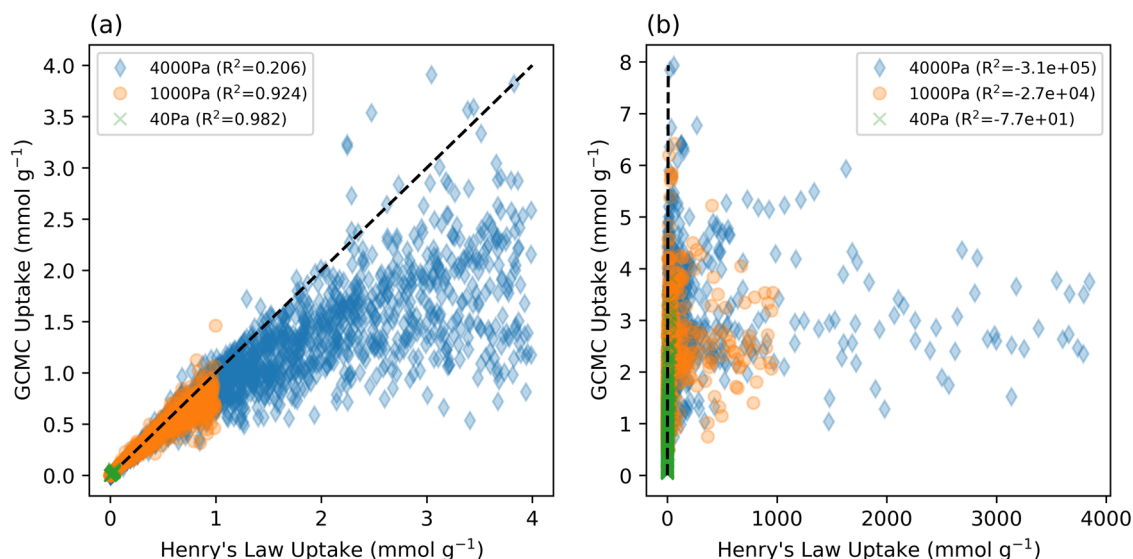 (a)
4000Pa (R²=0.206)
1000Pa (R²=0.924)
40Pa (R²=0.982)
GCMC Uptake (mmol g⁻¹)
4.0
3.5
3.0
2.5
2.0
1.5
1.0
0.5
0.0
0 1 2 3 4
Henry's Law Uptake (mmol g⁻¹)
(b)
4000Pa (R²=-3.1e+05)
1000Pa (R²=-2.7e+04)
40Pa (R²=-7.7e+01)
GCMC Uptake (mmol g⁻¹)
8
7
6
5
4
3
2
1
0
0 1000 2000 3000 4000
Henry's Law Uptake (mmol g⁻¹)